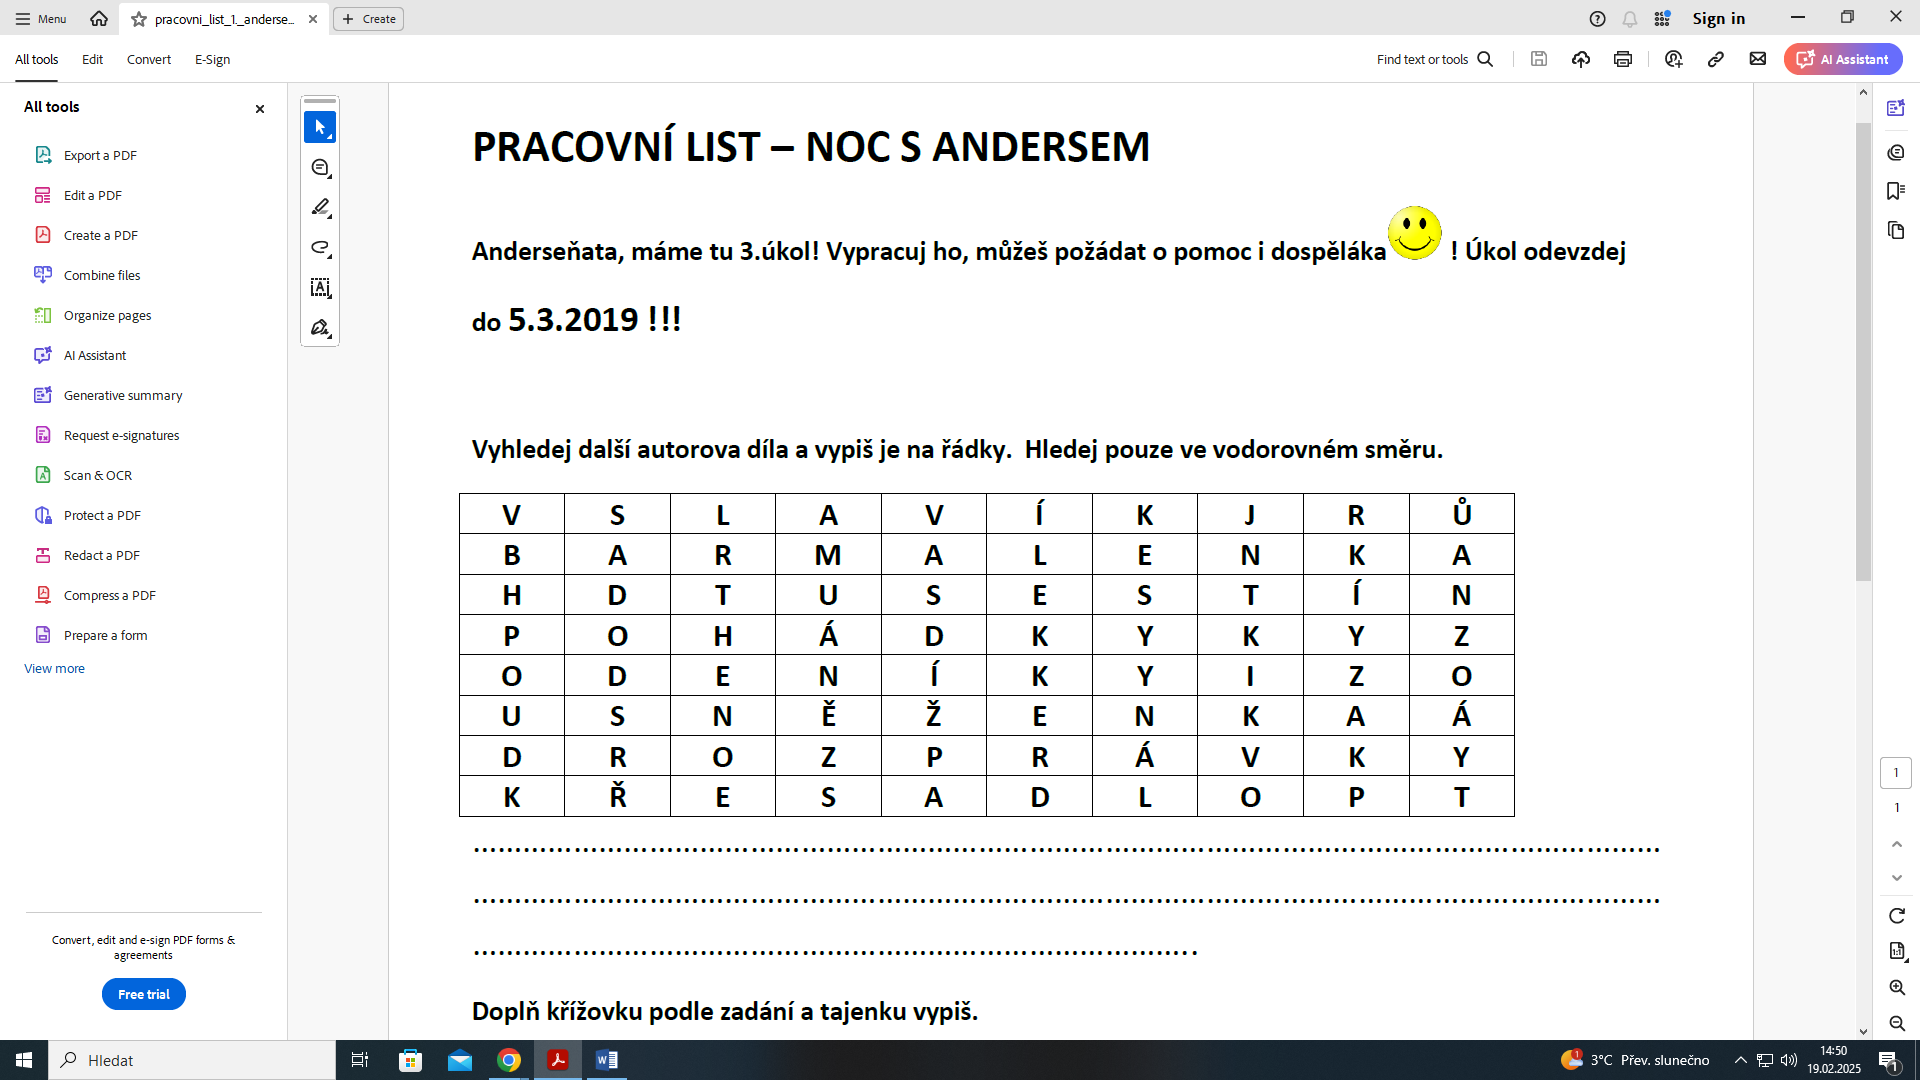 Menu
pracovni_list_1._anderse...
Create
Sign in
All tools
Edit
Convert
E-Sign
Find text or tools
AI Assistant
All tools
Export a PDF
Edit a PDF
Create a PDF
Combine files
Organize pages
AI Assistant
Generative summary
Request e-signatures
Scan & OCR
Protect a PDF
Redact a PDF
Compress a PDF
Prepare a form
View more
Convert, edit and e-sign PDF forms &
agreements
Free trial
PRACOVNÍ LIST – NOC S ANDERSEM
Anderseňata, máme tu 3.úkol! Vypracuj ho, můžeš požádat o pomoc i dospěláka ! Úkol odevzdej
do 5.3.2019 !!!
Vyhledej další autorova díla a vypiš je na řádky. Hledej pouze ve vodorovném směru.
V S L A V Í K J R Ů
B A R M A L E N K A
H D T U S E S T Í N
P O H Á D K Y K Y Z
O D E N Í K Y I Z O
U S N Ě Ž E N K A Á
D R O Z P R Á V K Y
K Ř E S A D L O P T
……………………………………………………………………………………………………………………………
……………………………………………………………………………………………………………………………
…………………………………………………………………………..
Doplň křížovku podle zadání a tajenku vypiš.
1
1
Hledat
1
3°C Přev. slunečno
14:50
19.02.2025
1